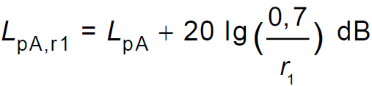 L_pA,r1 = L_pA + 20 lg (0,7 / r_1) dB